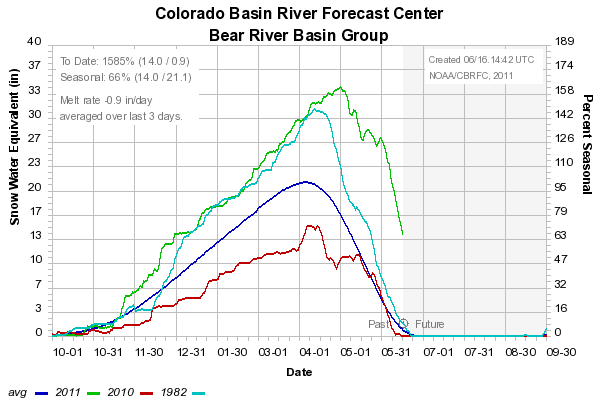 Colorado Basin River Forecast Center
Bear River Basin Group
To Date: 1585% (14.0 / 0.9)
Seasonal: 66% (14.0 / 21.1)
Melt rate -0.9 in/day
averaged over last 3 days.
Created 06/16.14:42 UTC
NOAA/CBRFC, 2011
Snow Water Equivalent (in)
40
37
33
30
27
23
20
17
13
10
7
3
0
Percent Seasonal
189
174
158
142
126
110
95
79
63
47
32
16
0
Past
Future
10-01 10-31 11-30 12-31 01-30 03-01 04-01 05-01 05-31 07-01 07-31 08-30 09-30
Date
avg 2011 2010 1982